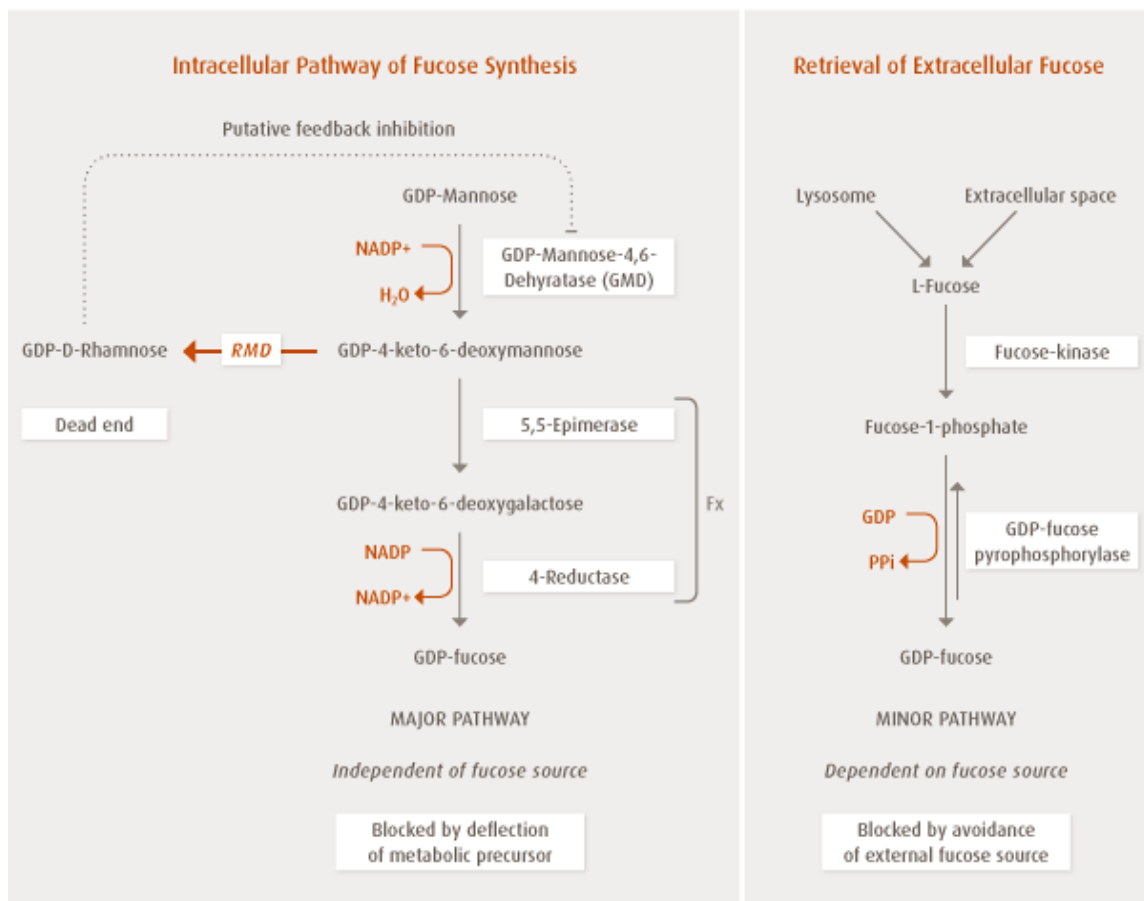 Intracellular Pathway of Fucose Synthesis
Putative feedback inhibition
GDP-Mannose
NADP+
H₂O
GDP-Mannose-4,6-
Dehyratase (GMD)
GDP-D-Rhamnose
RMD
GDP-4-keto-6-deoxymannose
Dead end
5,5-Epimerase
GDP-4-keto-6-deoxygalactose
Fx
NADP
NADP+
4-Reductase
GDP-fucose
MAJOR PATHWAY
Independent of fucose source
Blocked by deflection
of metabolic precursor
Retrieval of Extracellular Fucose
Lysosome
Extracellular space
L-Fucose
Fucose-kinase
Fucose-1-phosphate
GDP
PPi
GDP-fucose
pyrophosphorylase
GDP-fucose
MINOR PATHWAY
Dependent on fucose source
Blocked by avoidance
of external fucose source